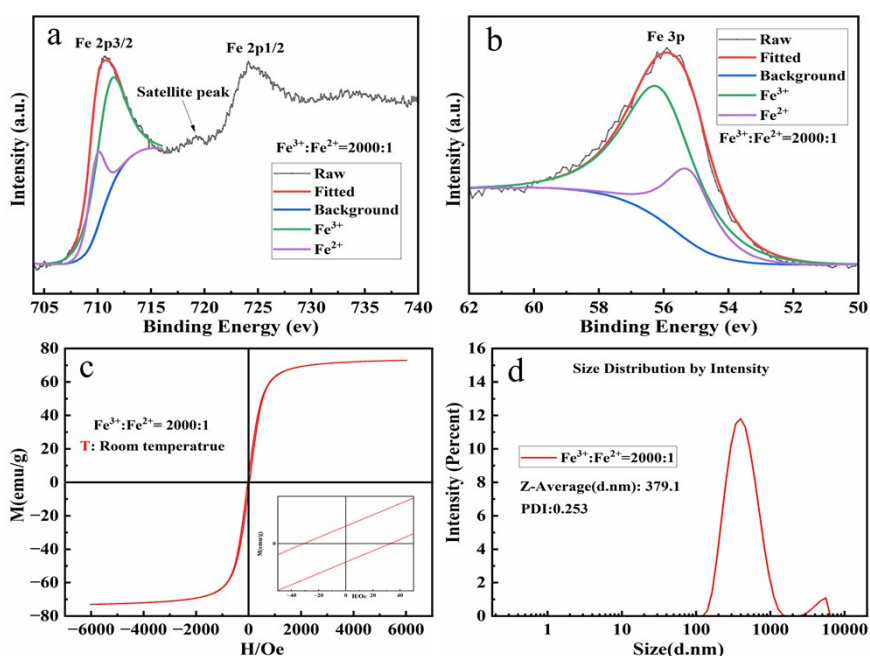 a
Fe 2p3/2
Fe 2p1/2
Satellite peak
Fe³⁺:Fe²⁺=2000:1
Raw
Fitted
Background
Fe³⁺
Fe²⁺
Intensity (a.u.)
705 710 715 720 725 730 735 740
Binding Energy (ev)
b
Fe 3p
Raw
Fitted
Background
Fe³⁺
Fe²⁺
Fe³⁺:Fe²⁺=2000:1
Intensity (a.u.)
62 60 58 56 54 52 50
Binding Energy (ev)
c
Fe³⁺:Fe²⁺= 2000:1
T: Room temperatrue
M(emu/g)
80
60
40
20
0
−20
−40
−60
−80
−6000 −4000 −2000 0 2000 4000 6000
H/Oe
M(emu/g)
0
-40 -20 0 20 40
H/Oe
d
Size Distribution by Intensity
Fe³⁺:Fe²⁺=2000:1
Z-Average(d.nm): 379.1
PDI:0.253
Intensity (Percent)
16
14
12
10
8
6
4
2
0
1 10 100 1000 10000
Size(d.nm)